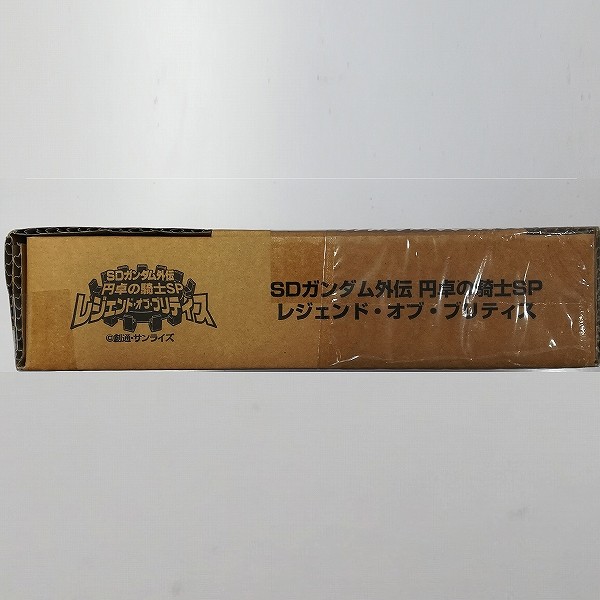 SDガンダム外伝
円卓の騎士SP
レジェンド・オブ・ブリティス
©創通・サンライズ
SDガンダム外伝 円卓の騎士SP
レジェンド・オブ・ブリティス